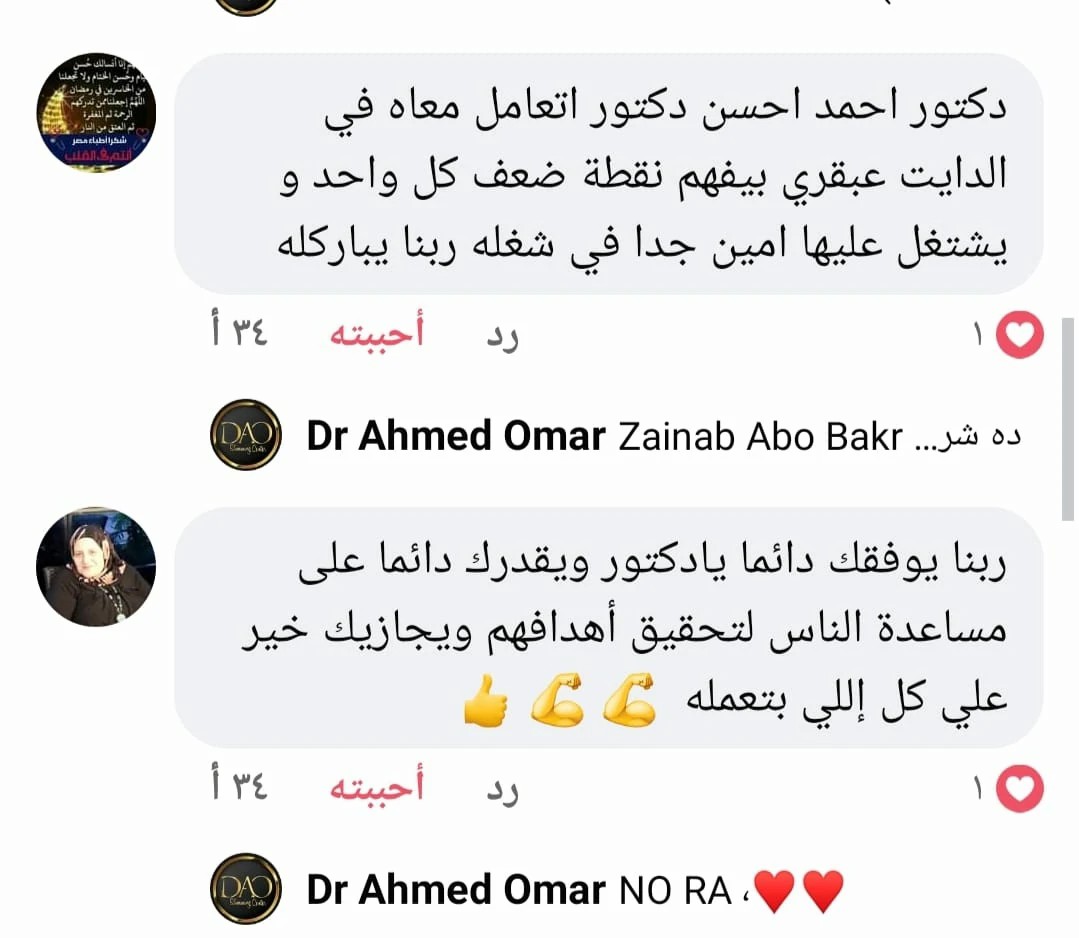 دكتور احمد احسن دكتور اتعامل معاه في
الدايت عبقري بيفهم نقطة ضعف كل واحد و
يشتغل عليها امين جدا في شغله ربنا يباركله
٣٤ أ أحببته رد ١
DAO
Dr Ahmed Omar Zainab Abo Bakr ده شر...
ربنا يوفقك دائما يادكتور ويقدرك دائما على
مساعدة الناس لتحقيق أهدافهم ويجازيك خير
علي كل إللي بتعمله 💪 💪 👍
٣٤ أ أحببته رد ١
DAO
Dr Ahmed Omar NO RA ،♥️♥️